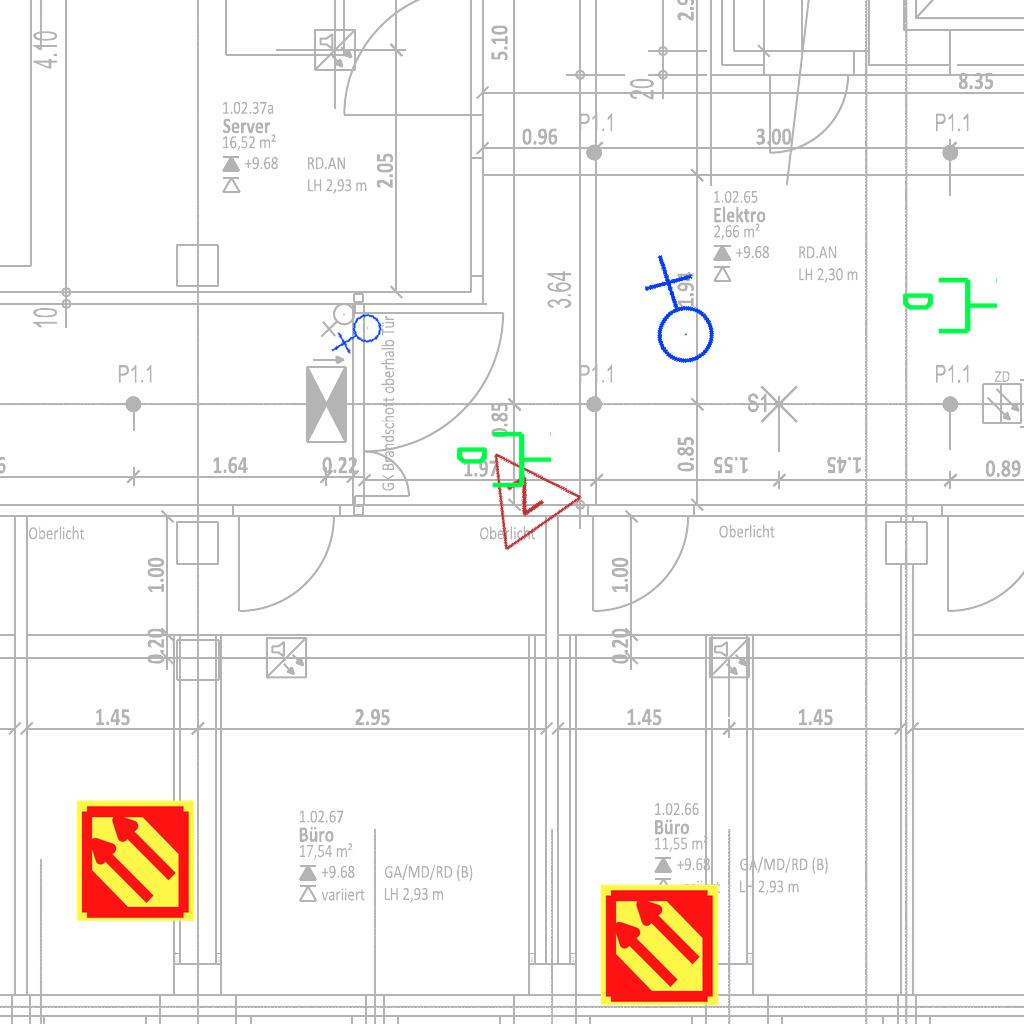 4.10
5.10
2.9
20
8.35
1.02.37a
Server
16,52 m²
+9.68
RD.AN
LH 2,93 m
2.05
0.96
P1.1
3.00
P1.1
1.02.65
Elektro
2,66 m²
+9.68
RD.AN
LH 2,30 m
3.64
1.94
10
P1.1
GK Brandschott oberhalb Tür
P1.1
S1
P1.1
ZD
0.85
0.85
6
1.64
0.22
1.97
1.55
1.45
0.89
Oberlicht
Oberlicht
Oberlicht
1.00
1.00
0.20
0.20
1.45
2.95
1.45
1.45
1.02.67
Büro
17,54 m²
+9.68
GA/MD/RD (B)
variiert
LH 2,93 m
1.02.66
Büro
11,55 m²
+9.68
GA/MD/RD (B)
LH 2,93 m